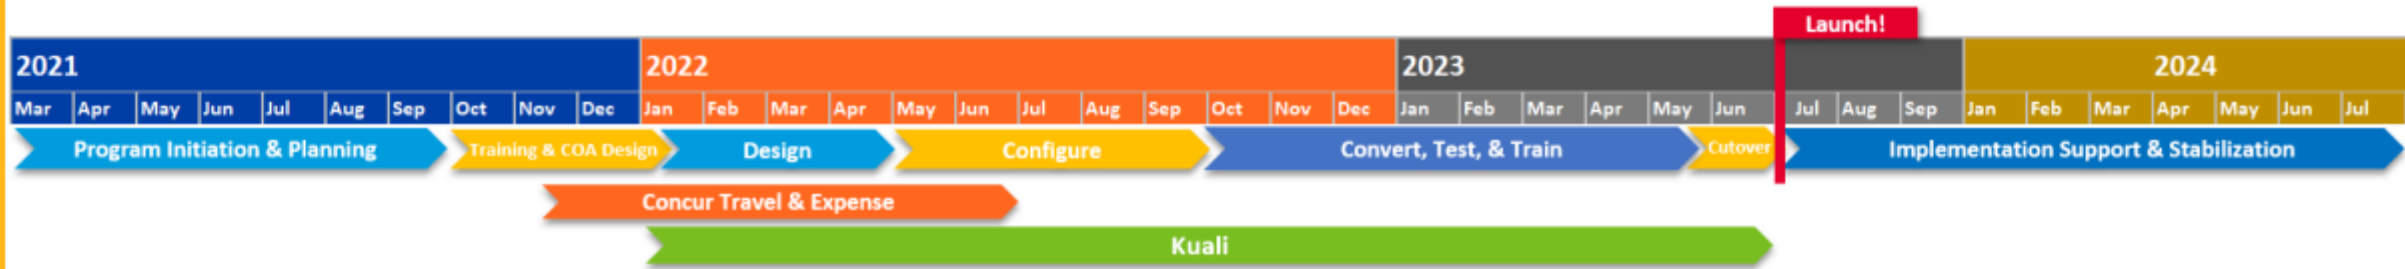 Launch!
2021 2022 2023 2024
Mar Apr May Jun Jul Aug Sep Oct Nov Dec Jan Feb Mar Apr May Jun Jul Aug Sep Oct Nov Dec Jan Feb Mar Apr May Jun Jul Aug Sep Jan Feb Mar Apr May Jun Jul
Program Initiation & Planning Training & COA Design Design Configure Convert, Test, & Train Cutover Implementation Support & Stabilization
Concur Travel & Expense
Kuali